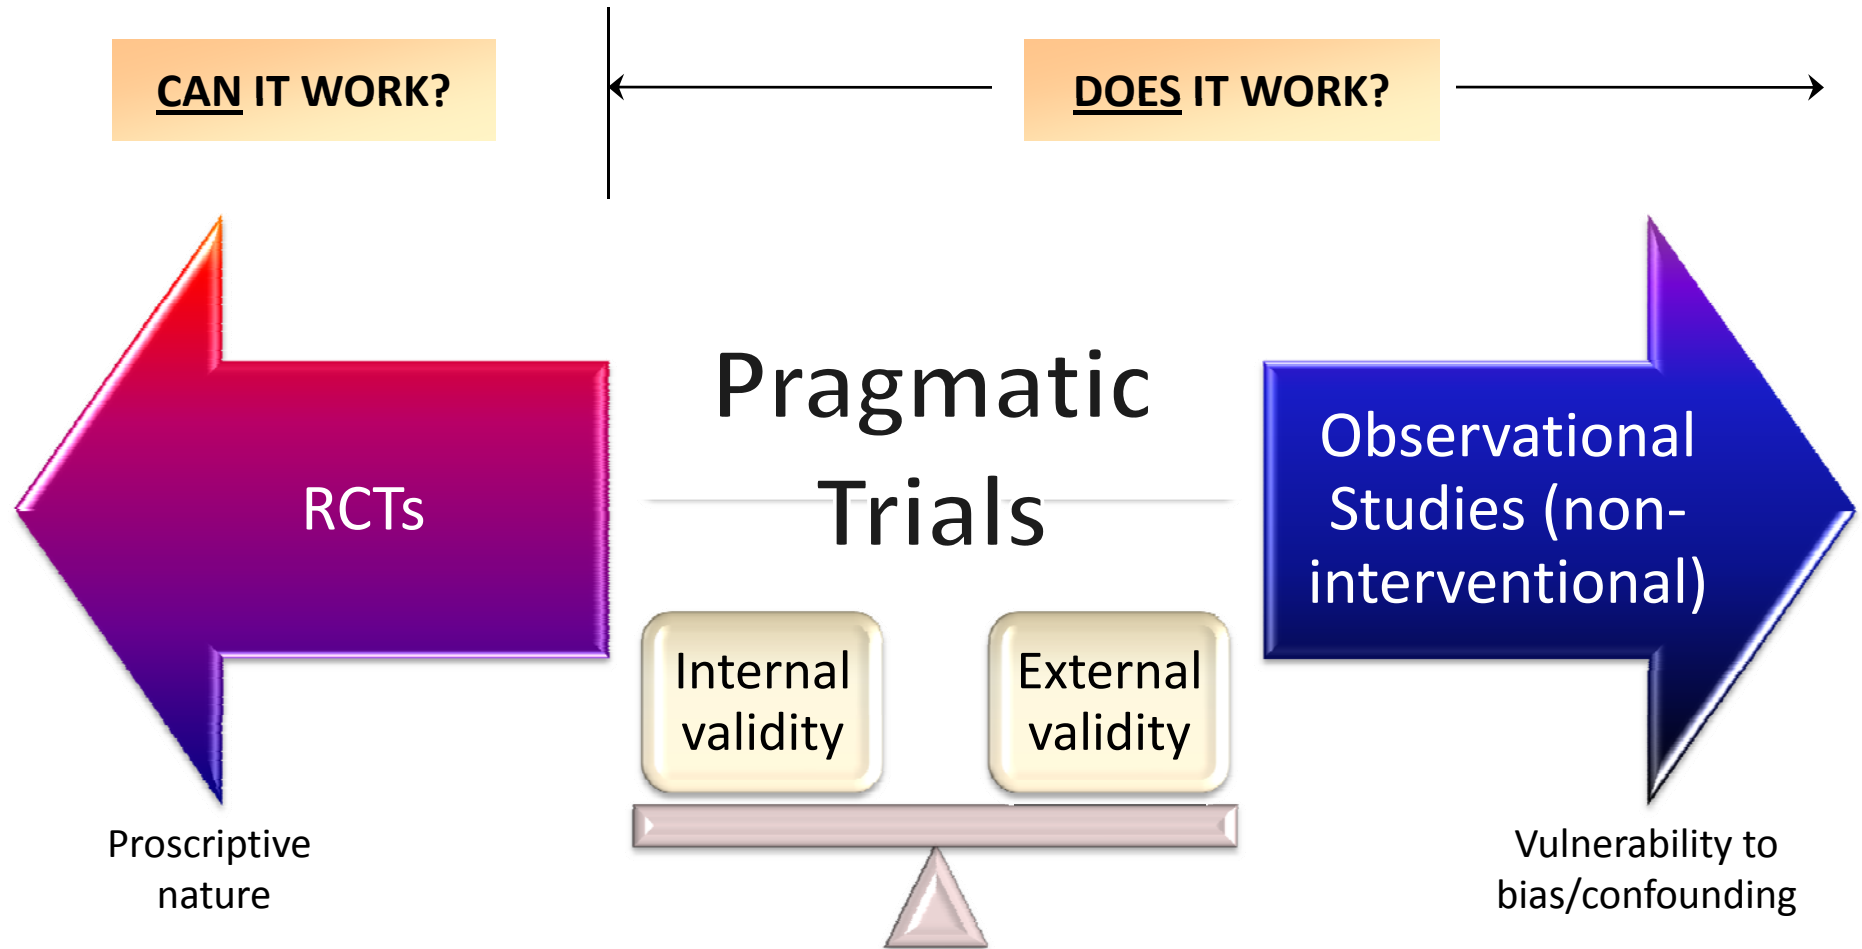 CAN IT WORK?
DOES IT WORK?
RCTs
Pragmatic
Trials
Observational
Studies (non-
interventional)
Internal
validity
External
validity
Proscriptive
nature
Vulnerability to
bias/confounding